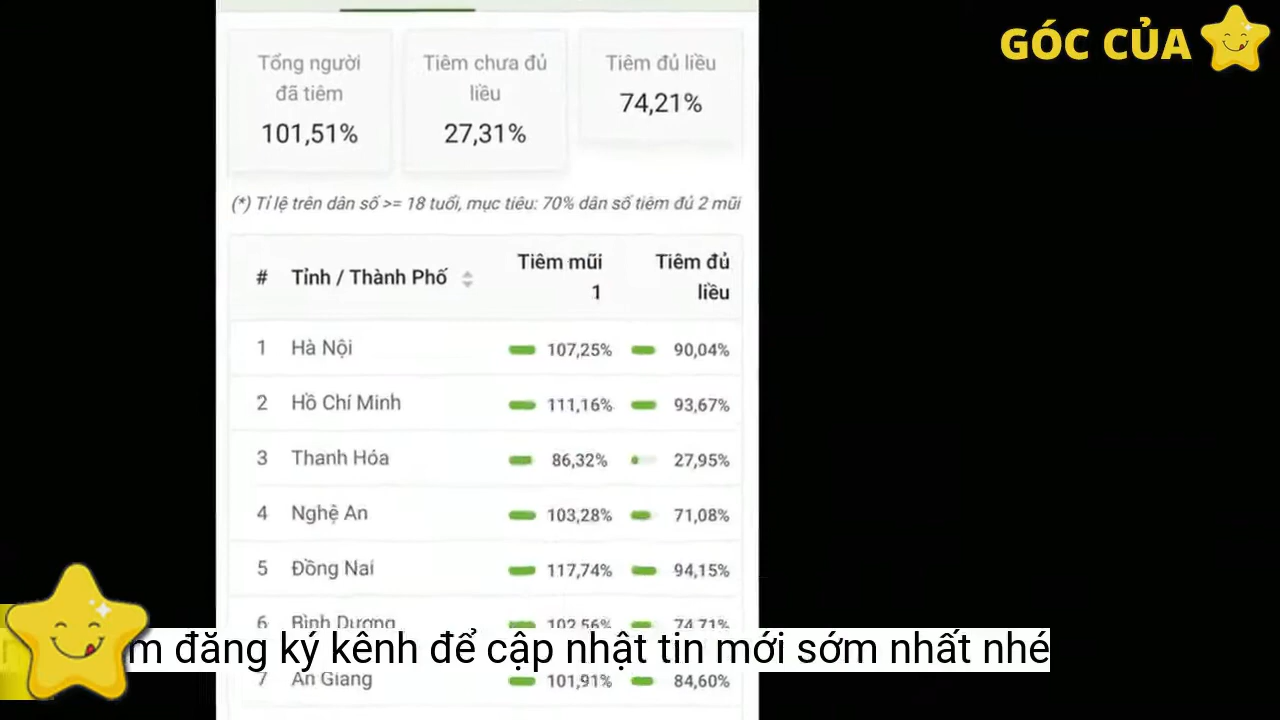 GÓC CỦA
Tổng người
đã tiêm
101,51%
Tiêm chưa đủ
liều
27,31%
Tiêm đủ liều
74,21%
(*) Tỉ lệ trên dân số >= 18 tuổi, mục tiêu: 70% dân số tiêm đủ 2 mũi
# Tỉnh / Thành Phố Tiêm mũi 1 Tiêm đủ liều
1 Hà Nội 107,25% 90,04%
2 Hồ Chí Minh 111,16% 93,67%
3 Thanh Hóa 86,32% 27,95%
4 Nghệ An 103,28% 71,08%
5 Đồng Nai 117,74% 94,15%
6 Bình Dương 102,56% 74,71%
đăng ký kênh để cập nhật tin mới sớm nhất nhé
7 An Giang 101,91% 84,60%